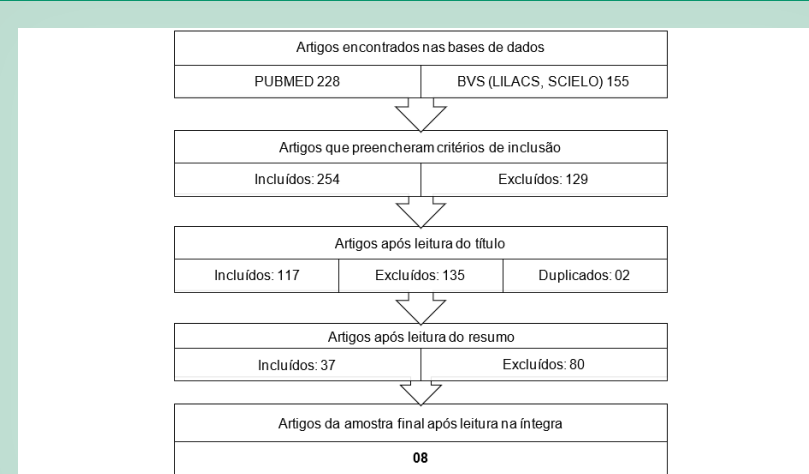 Artigos encontrados nas bases de dados
PUBMED 228
BVS (LILACS, SCIELO) 155
Artigos que preencheram critérios de inclusão
Incluídos: 254
Excluídos: 129
Artigos após leitura do título
Incluídos: 117
Excluídos: 135
Duplicados: 02
Artigos após leitura do resumo
Incluídos: 37
Excluídos: 80
Artigos da amostra final após leitura na íntegra
08